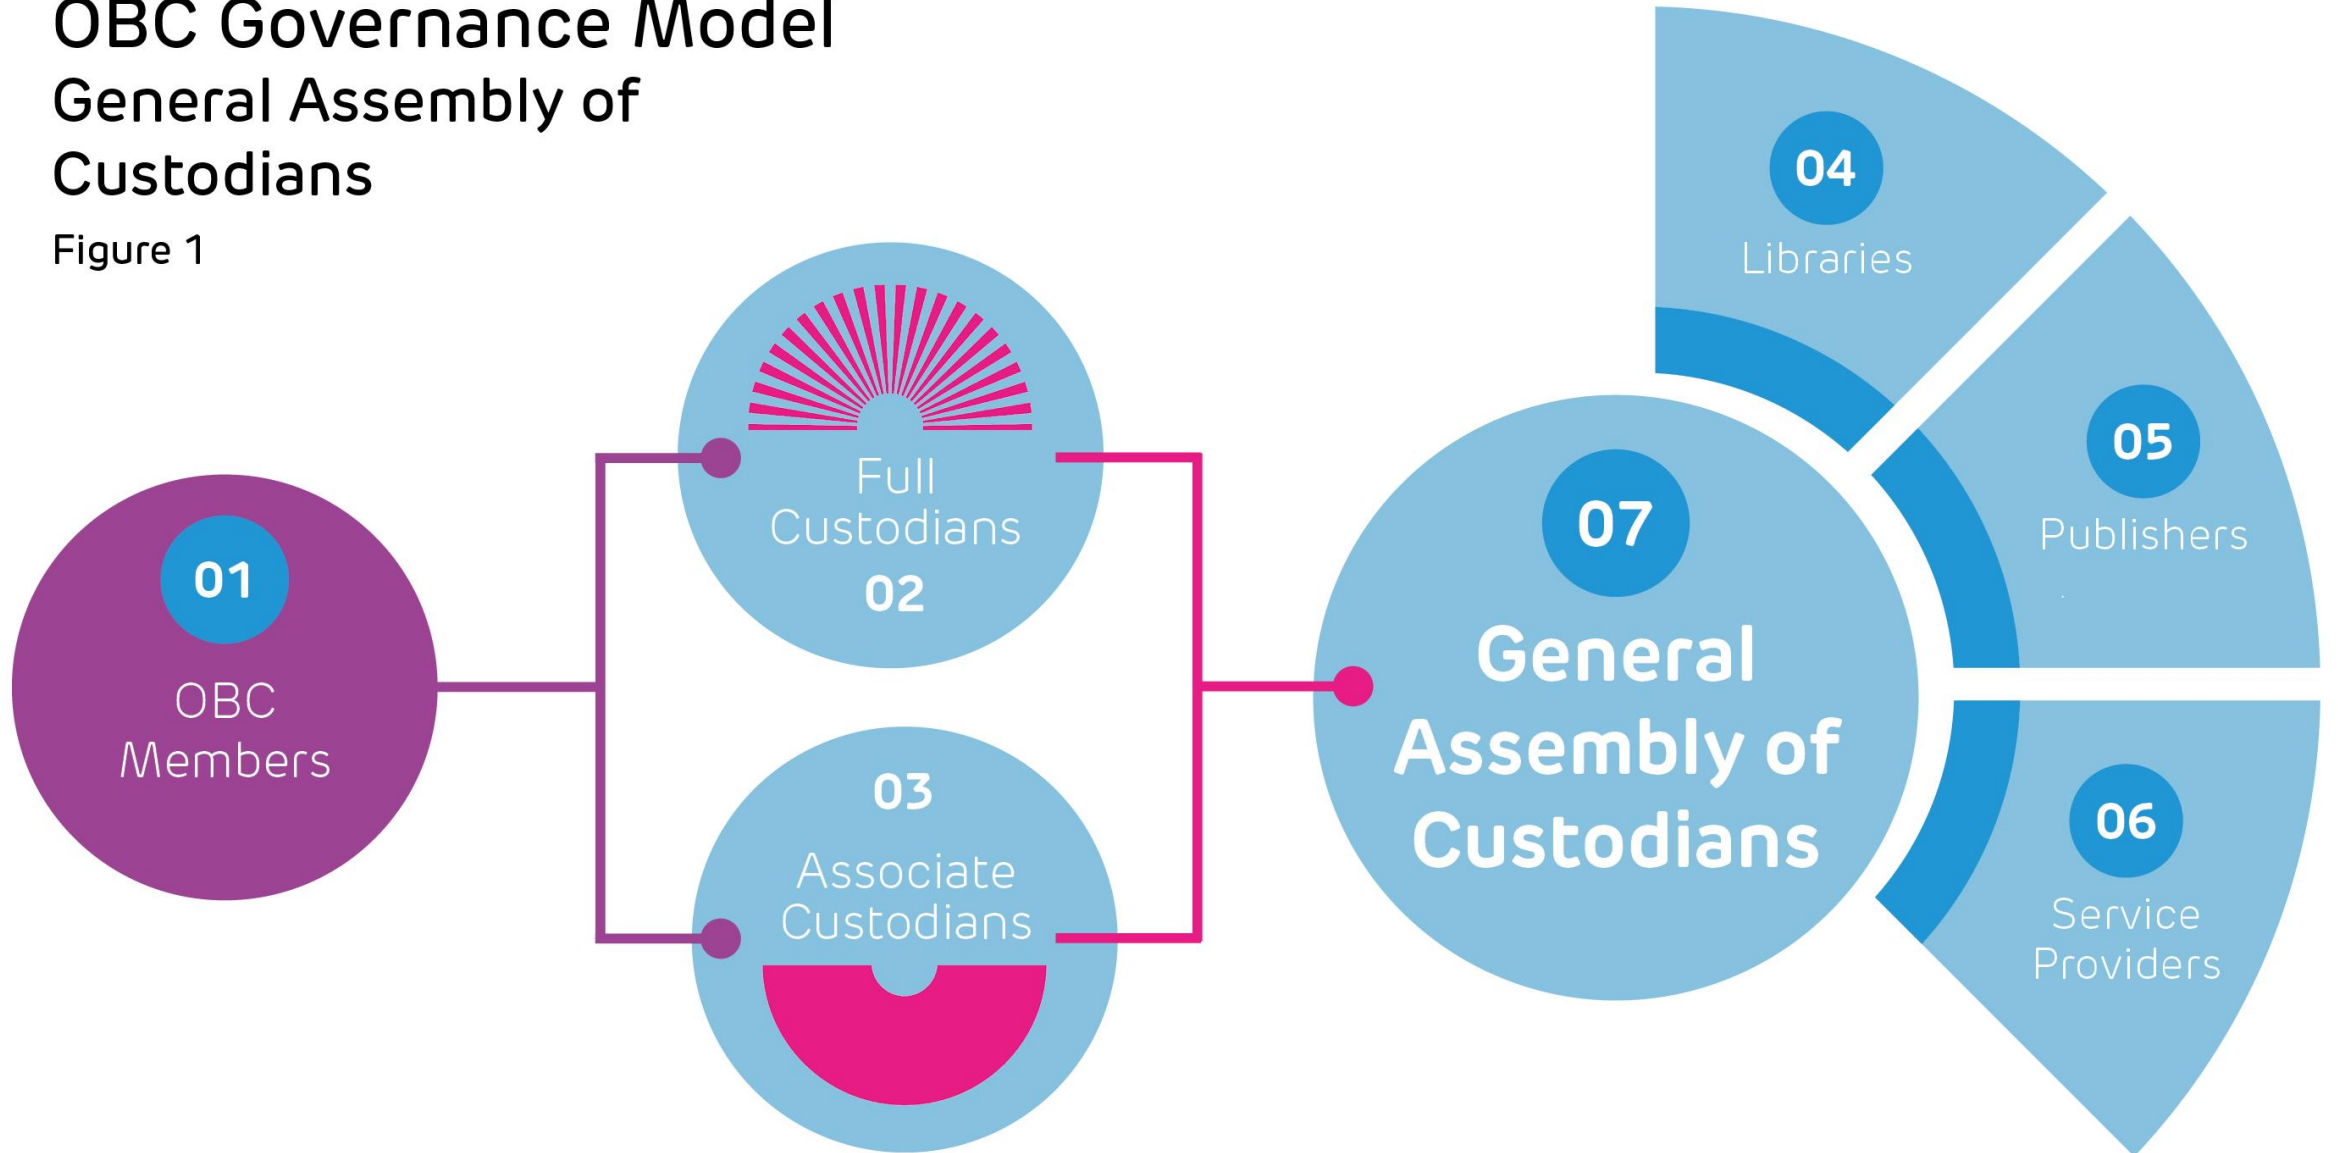 OBC Governance Model
General Assembly of
Custodians
Figure 1
01
OBC
Members
Full
Custodians
02
03
Associate
Custodians
07
General
Assembly of
Custodians
04
Libraries
05
Publishers
06
Service
Providers